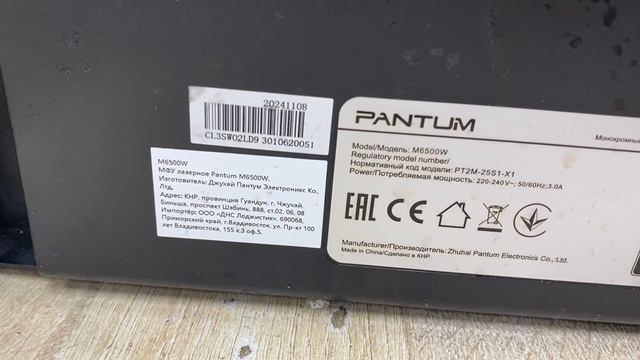 20241108
CL3SW02LD9 3010620051
M6500W
МФУ лазерное Pantum M6500W,
Изготовитель: Джухай Пантум Электроникс Ко.,
Лтд.
Адрес: КНР, провинция Гуандун, г. Чжухай,
Биньша, проспект Шэбинь, 888, ст.02, 06, 08
Импортёр: ООО «ДНС Лоджистик», 690068,
Приморский край, г.Владивосток, ул. Пр-кт 100
лет Владивостока, 155 к.3 оф.5.
PANTUM
Монохромный
Model/Модель: M6500W
Regulatory model number/
Нормативный код модели: PT2M-25S1-X1
Power/Потребляемая мощность: 220-240V~; 50/60Hz; 3.0A
EAC CE
Manufacturer/Производитель: Zhuhai Pantum Electronics Co., Ltd.
Made in China/Сделано в КНР